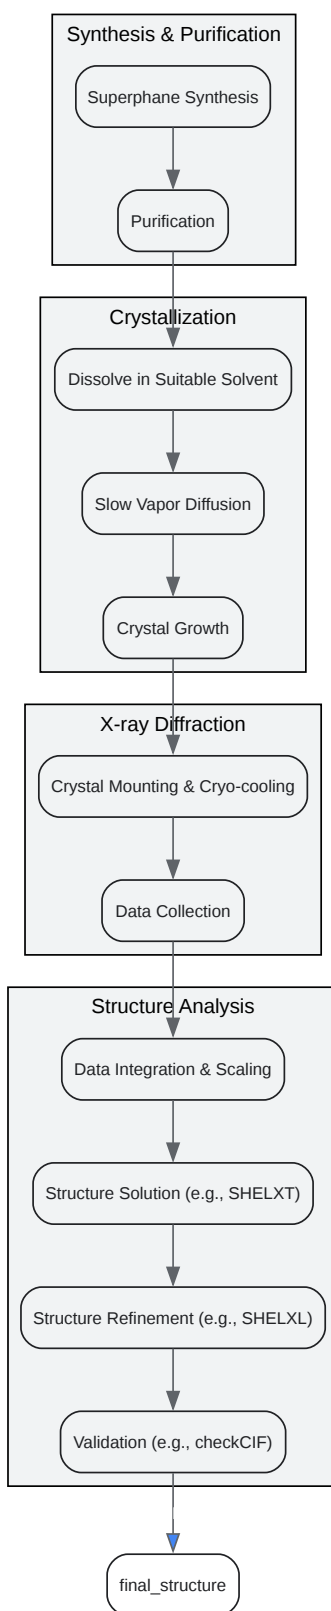 Synthesis & Purification
Superphane Synthesis
Purification
Crystallization
Dissolve in Suitable Solvent
Slow Vapor Diffusion
Crystal Growth
X-ray Diffraction
Crystal Mounting & Cryo-cooling
Data Collection
Structure Analysis
Data Integration & Scaling
Structure Solution (e.g., SHELXT)
Structure Refinement (e.g., SHELXL)
Validation (e.g., checkCIF)
final_structure